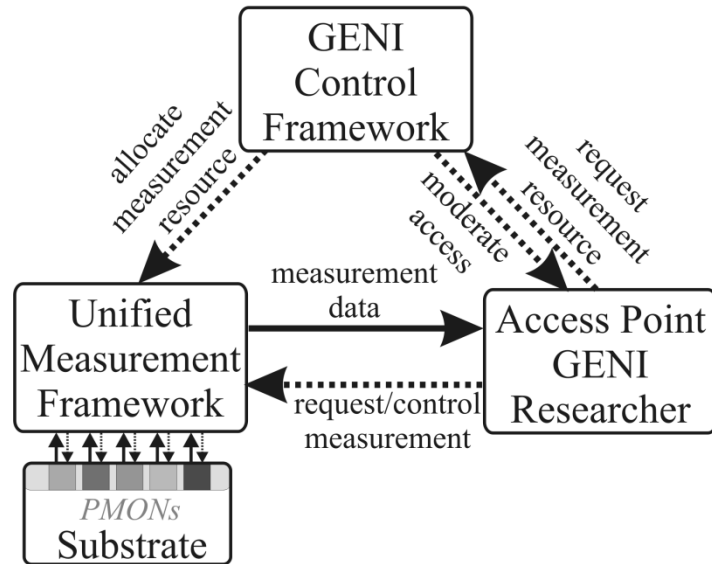 GENI
Control
Framework
allocate
measurement
resource
request
measurement
resource
moderate
access
measurement
data
Unified
Measurement
Framework
Access Point
GENI
Researcher
request/control
measurement
PMONs
Substrate